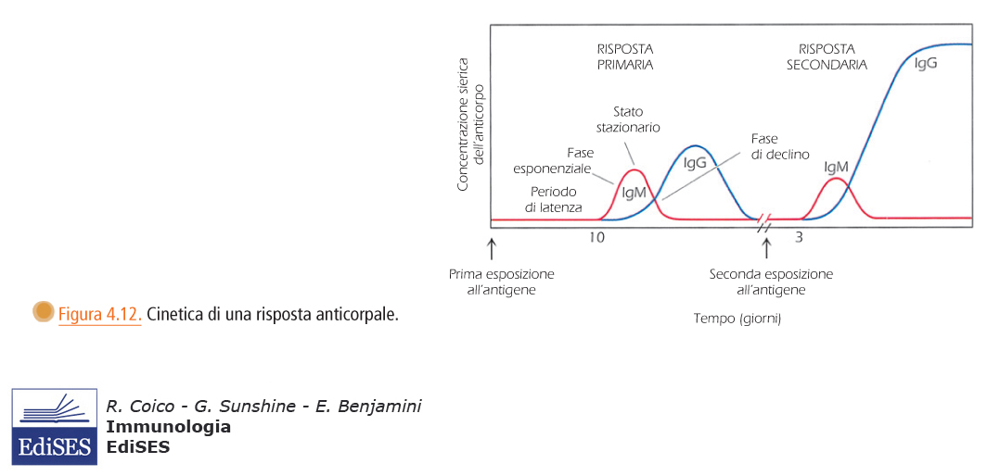 Concentrazione sierica
dell'anticorpo
RISPOSTA
PRIMARIA
RISPOSTA
SECONDARIA
IgG
Stato
stazionario
Fase
esponenziale
Fase
di declino
IgG
IgM
IgM
Periodo
di latenza
10
3
Prima esposizione
all'antigene
Seconda esposizione
all'antigene
Tempo (giorni)
Figura 4.12. Cinetica di una risposta anticorpale.
R. Coico - G. Sunshine - E. Benjamini
Immunologia
EdiSES
EdiSES